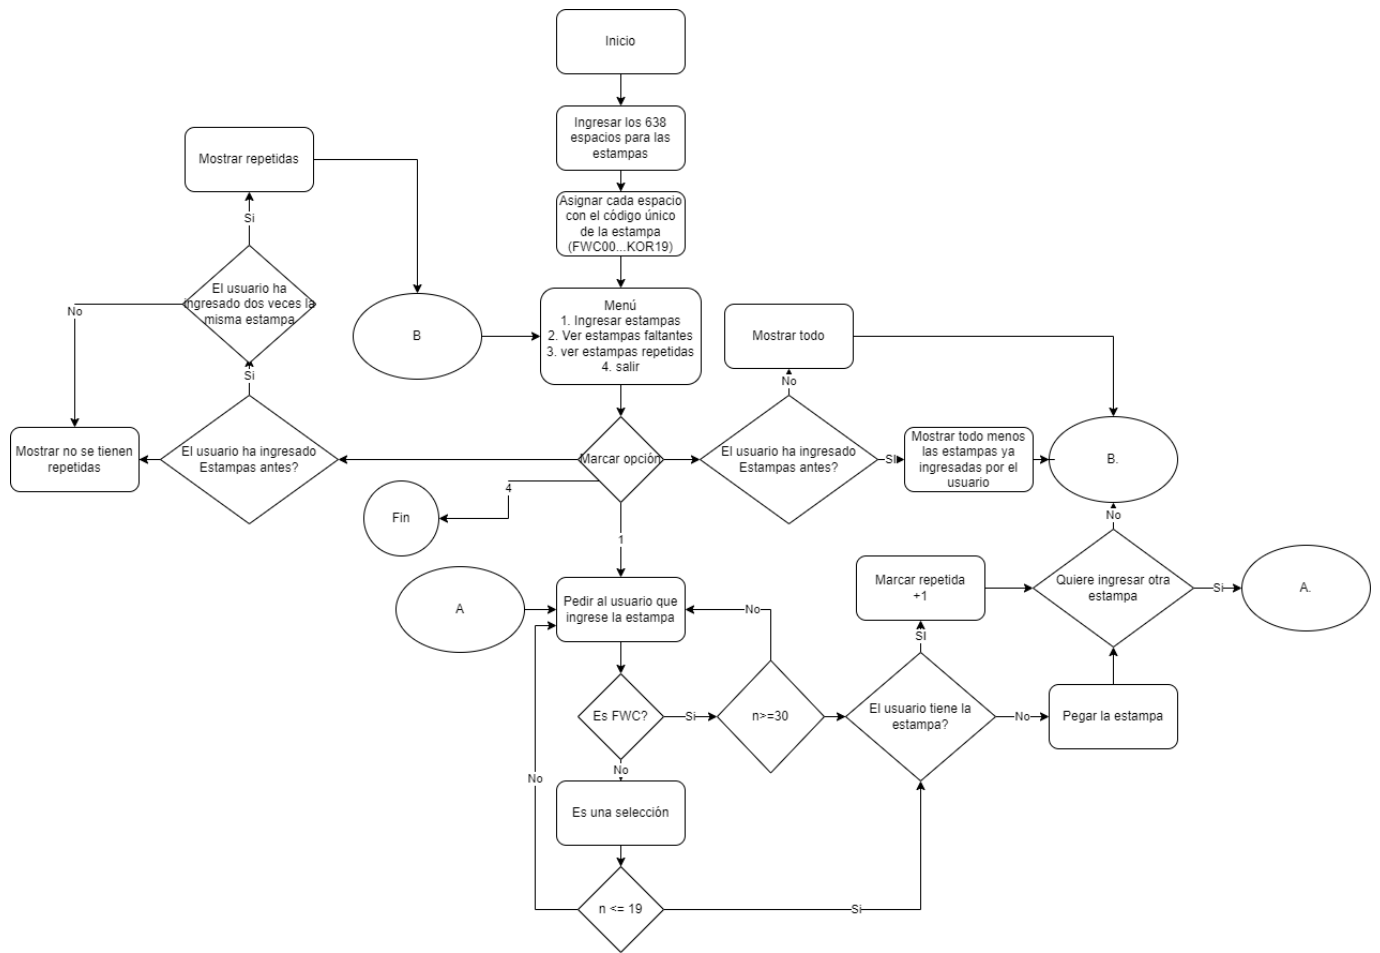 Inicio
Ingresar los 638
espacios para las
estampas
Asignar cada espacio
con el código único
de la estampa
(FWC00...KOR19)
Menú
1. Ingresar estampas
2. Ver estampas faltantes
3. ver estampas repetidas
4. salir
Marcar opción
Mostrar repetidas
Si
El usuario ha
ingresado dos veces la
misma estampa
No
Si
B
Mostrar no se tienen
repetidas
El usuario ha ingresado
Estampas antes?
4
Fin
1
Mostrar todo
No
El usuario ha ingresado
Estampas antes?
SI
Mostrar todo menos
las estampas ya
ingresadas por el
usuario
B.
No
A
Pedir al usuario que
ingrese la estampa
No
Marcar repetida
+1
Quiere ingresar otra
estampa
Si
A.
SI
Es FWC?
Si
n>=30
El usuario tiene la
estampa?
No
Pegar la estampa
No
No
Es una selección
n <= 19
Si